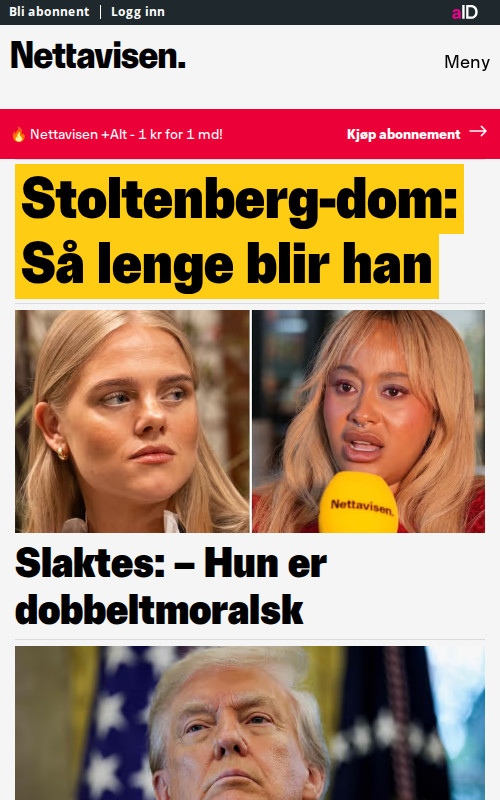 Bli abonnent | Logg inn
aID
Nettavisen.
Meny
🔥 Nettavisen +Alt - 1 kr for 1 md!
Kjøp abonnement →
Stoltenberg-dom:
Så lenge blir han
Nettavisen.
Slaktes: – Hun er
dobbeltmoralsk